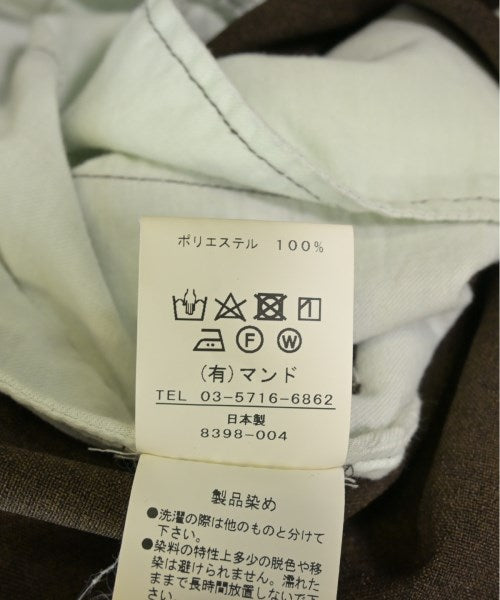 ポリエステル 100%
F W
(有)マンド
TEL 03-5716-6862
日本製
8398-004
製品染め
●洗濯の際は他のものと分けて
下さい。
●染料の特性上多少の脱色や移
染は避けられません。濡れた
ままで長時間放置しないで下